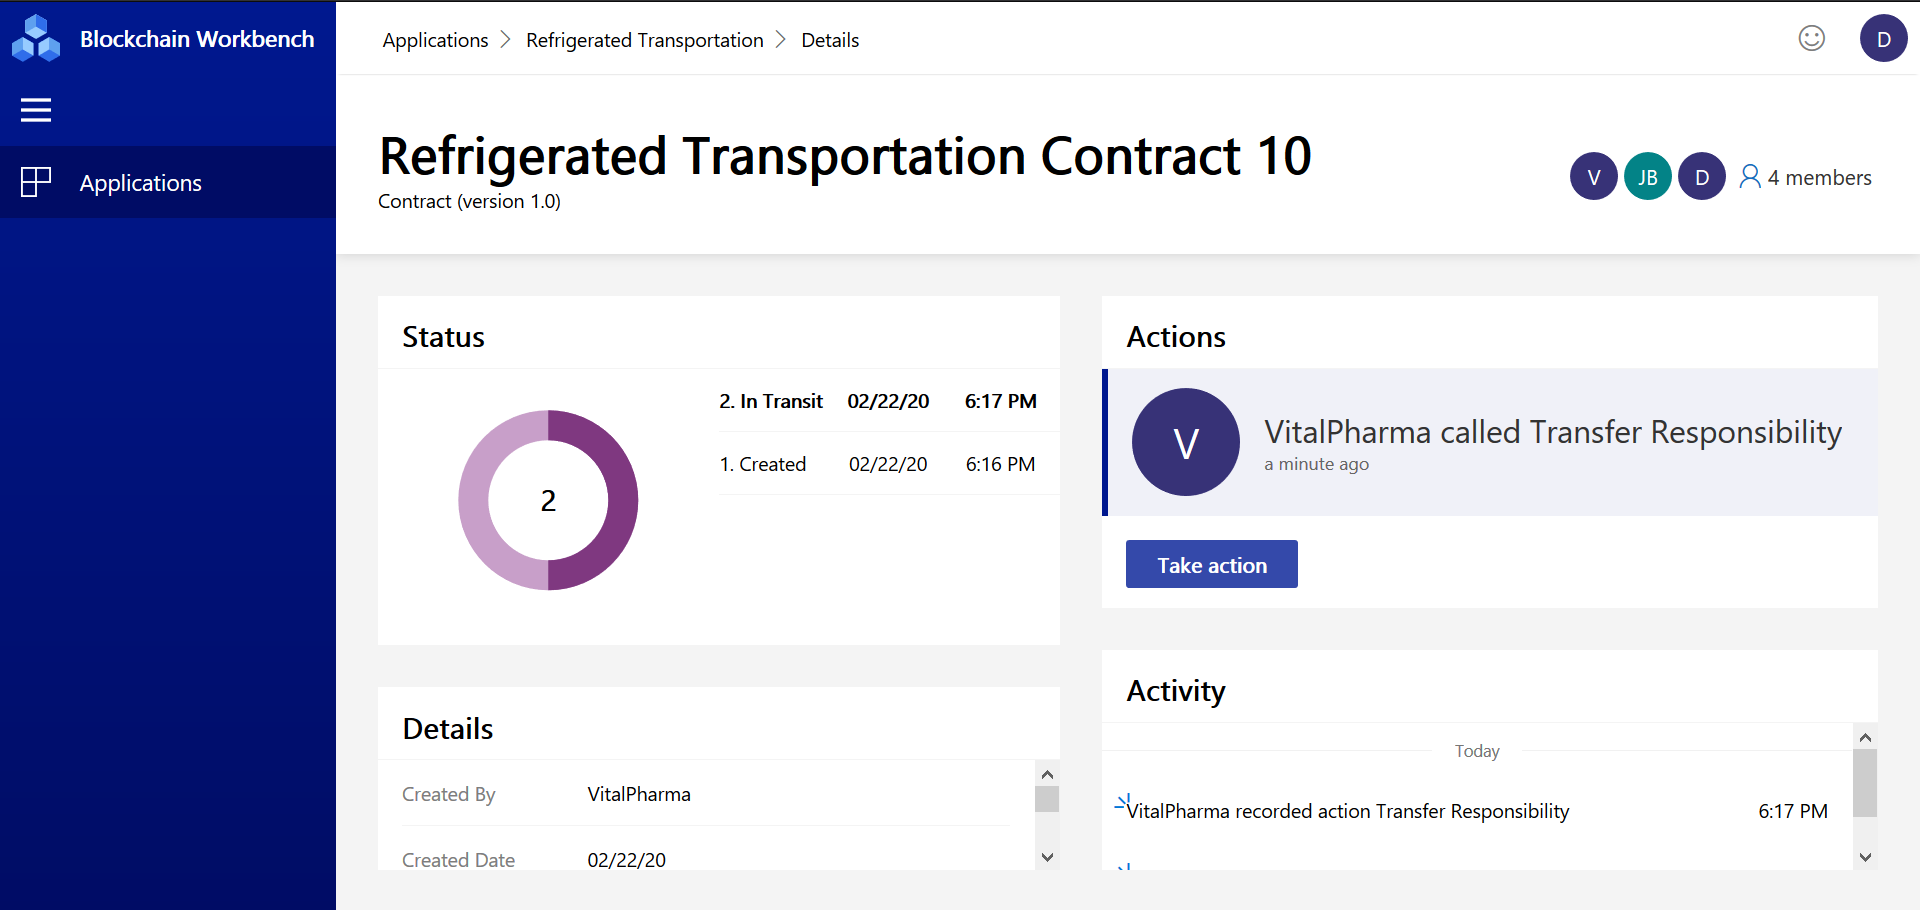 Blockchain Workbench
Applications
Applications > Refrigerated Transportation > Details
D
Refrigerated Transportation Contract 10
Contract (version 1.0)
V JB D 4 members
Status
2
2. In Transit 02/22/20 6:17 PM
1. Created 02/22/20 6:16 PM
Actions
V
VitalPharma called Transfer Responsibility
a minute ago
Take action
Details
Created By VitalPharma
Created Date 02/22/20
Activity
Today
VitalPharma recorded action Transfer Responsibility 6:17 PM